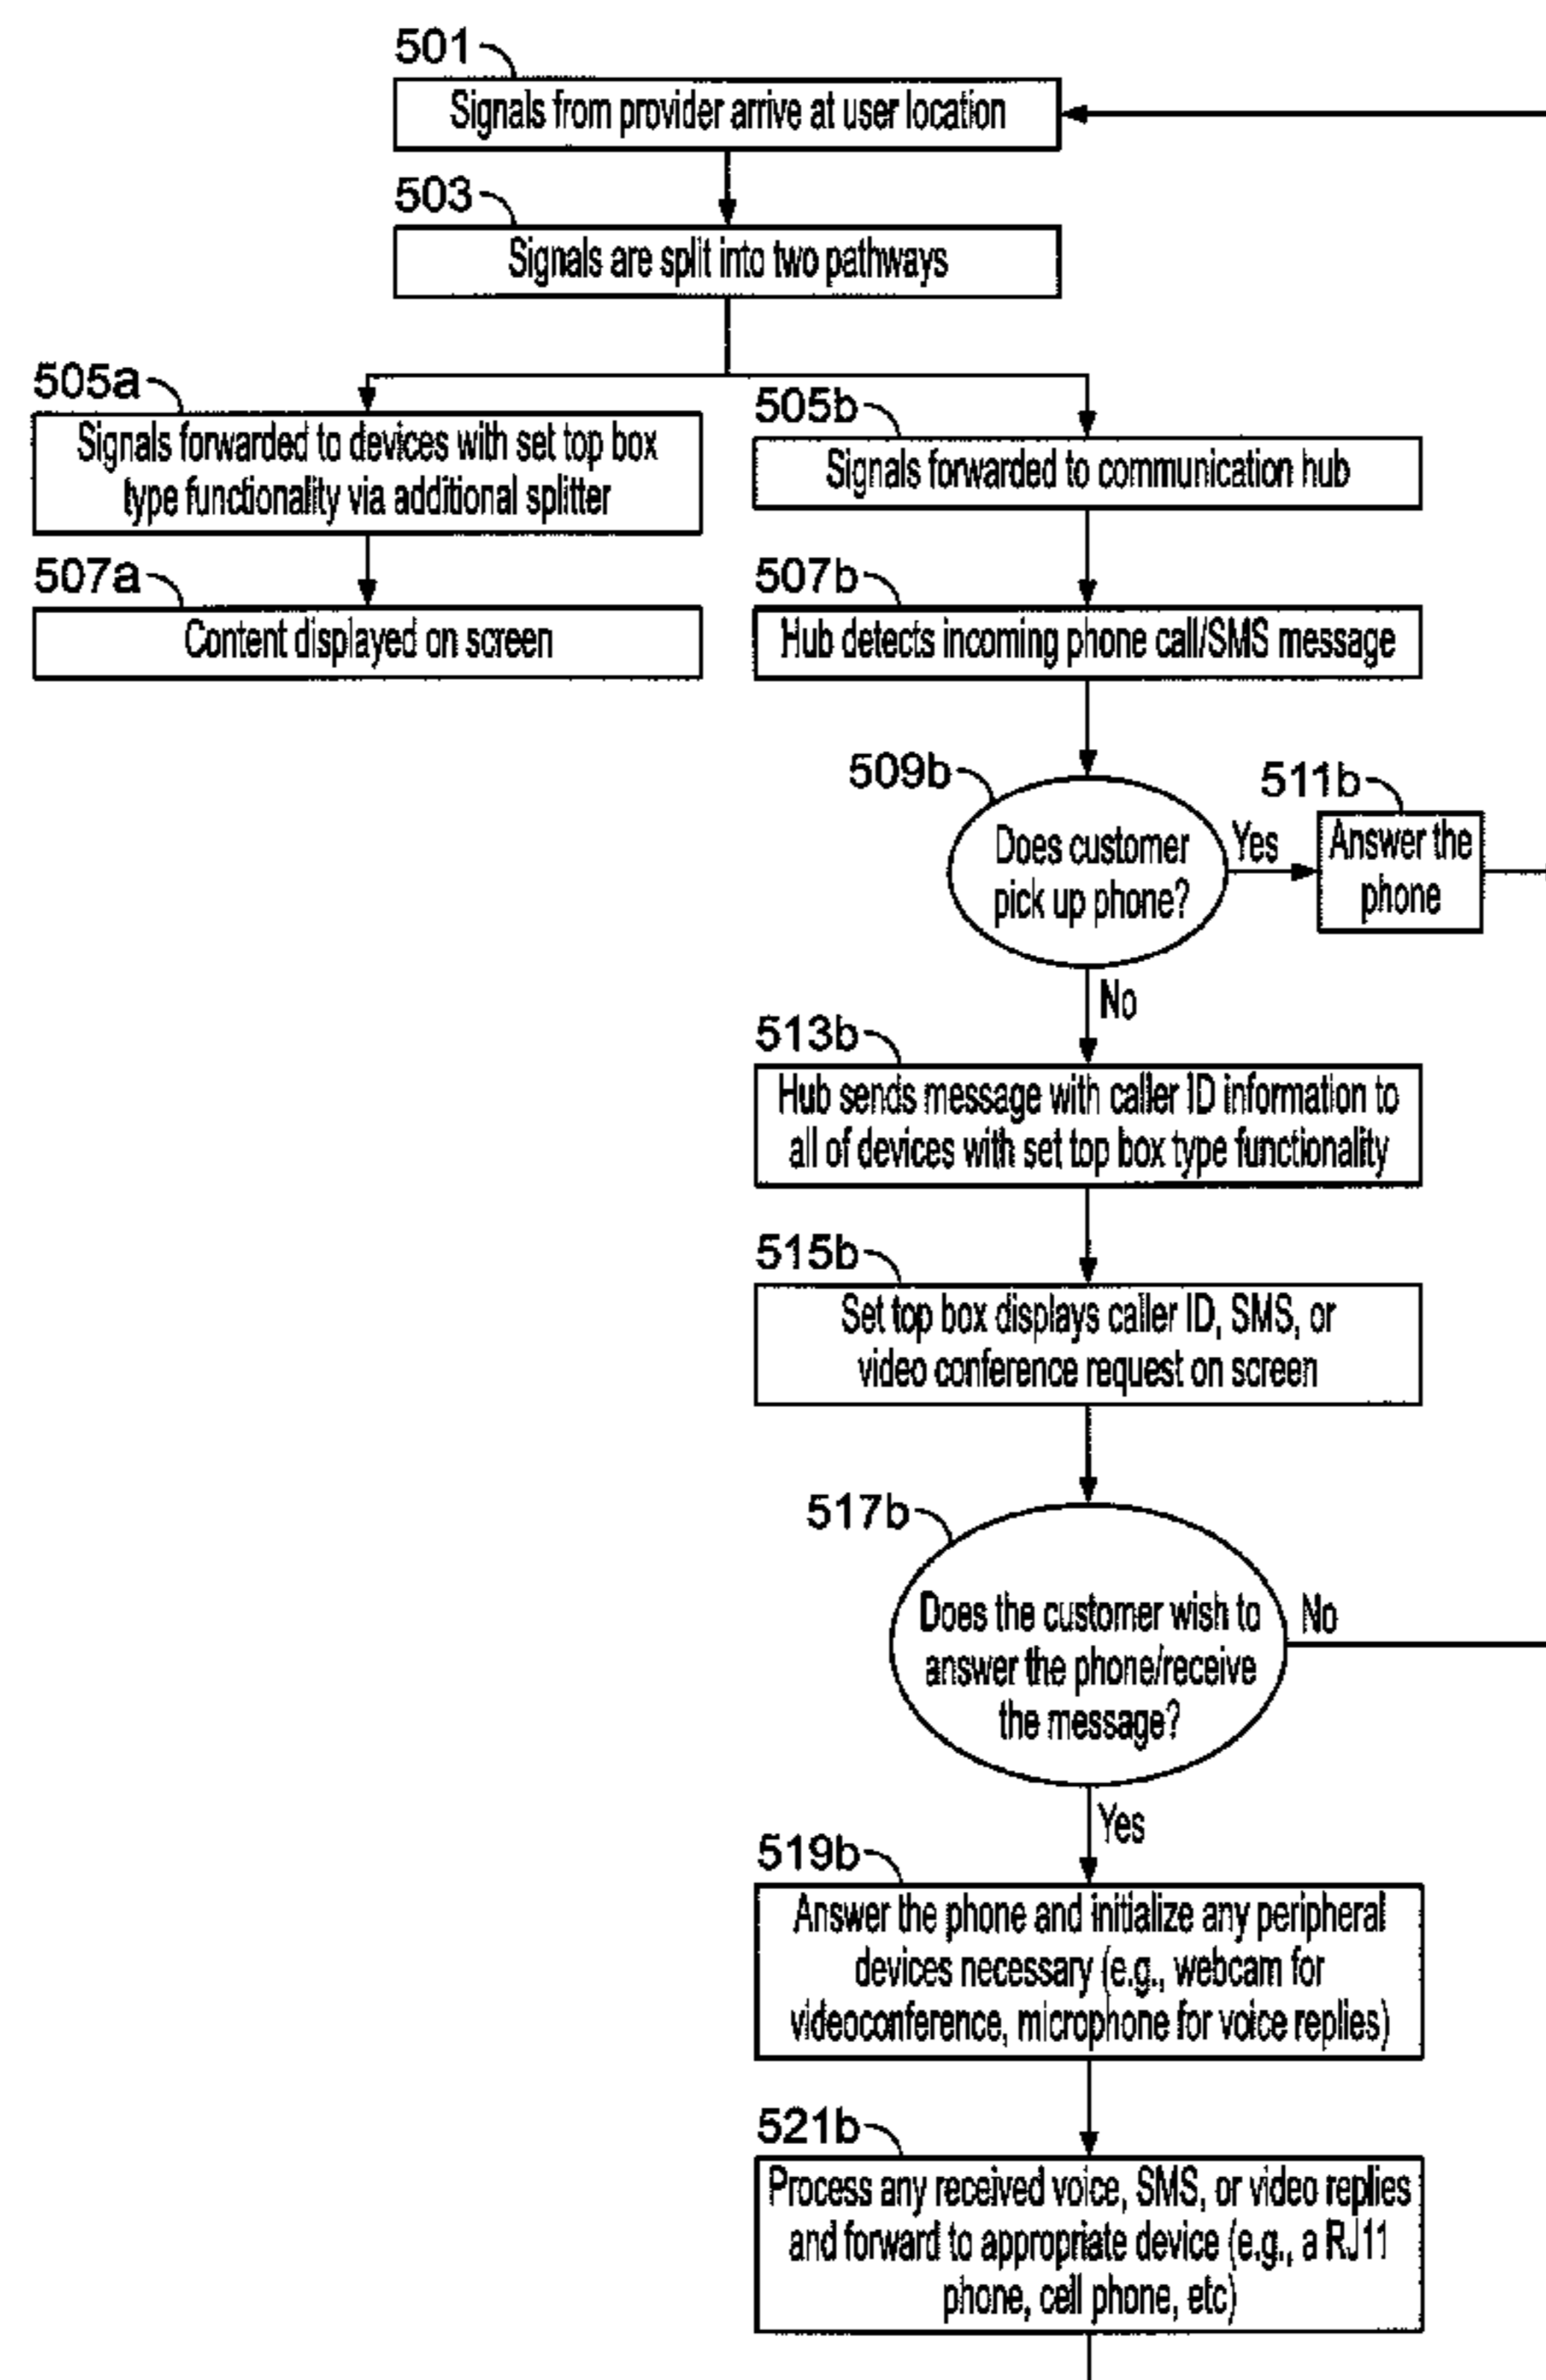 501
Signals from provider arrive at user location
503
Signals are split into two pathways
505a
Signals forwarded to devices with set top box
type functionality via additional splitter
505b
Signals forwarded to communication hub
507a
Content displayed on screen
507b
Hub detects incoming phone call/SMS message
509b
Does customer
pick up phone?
Yes
511b
Answer the
phone
No
513b
Hub sends message with caller ID information to
all of devices with set top box type functionality
515b
Set top box displays caller ID, SMS, or
video conference request on screen
517b
Does the customer wish to
answer the phone/receive
the message?
No
Yes
519b
Answer the phone and initialize any peripheral
devices necessary (e.g., webcam for
videoconference, microphone for voice replies)
521b
Process any received voice, SMS, or video replies
and forward to appropriate device (e.g., a RJ11
phone, cell phone, etc)